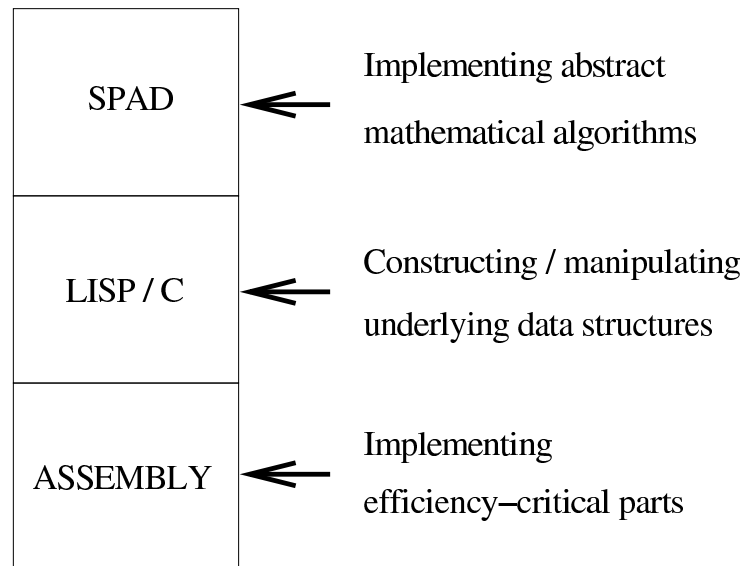 SPAD
Implementing abstract
mathematical algorithms
LISP / C
Constructing / manipulating
underlying data structures
ASSEMBLY
Implementing
efficiency–critical parts